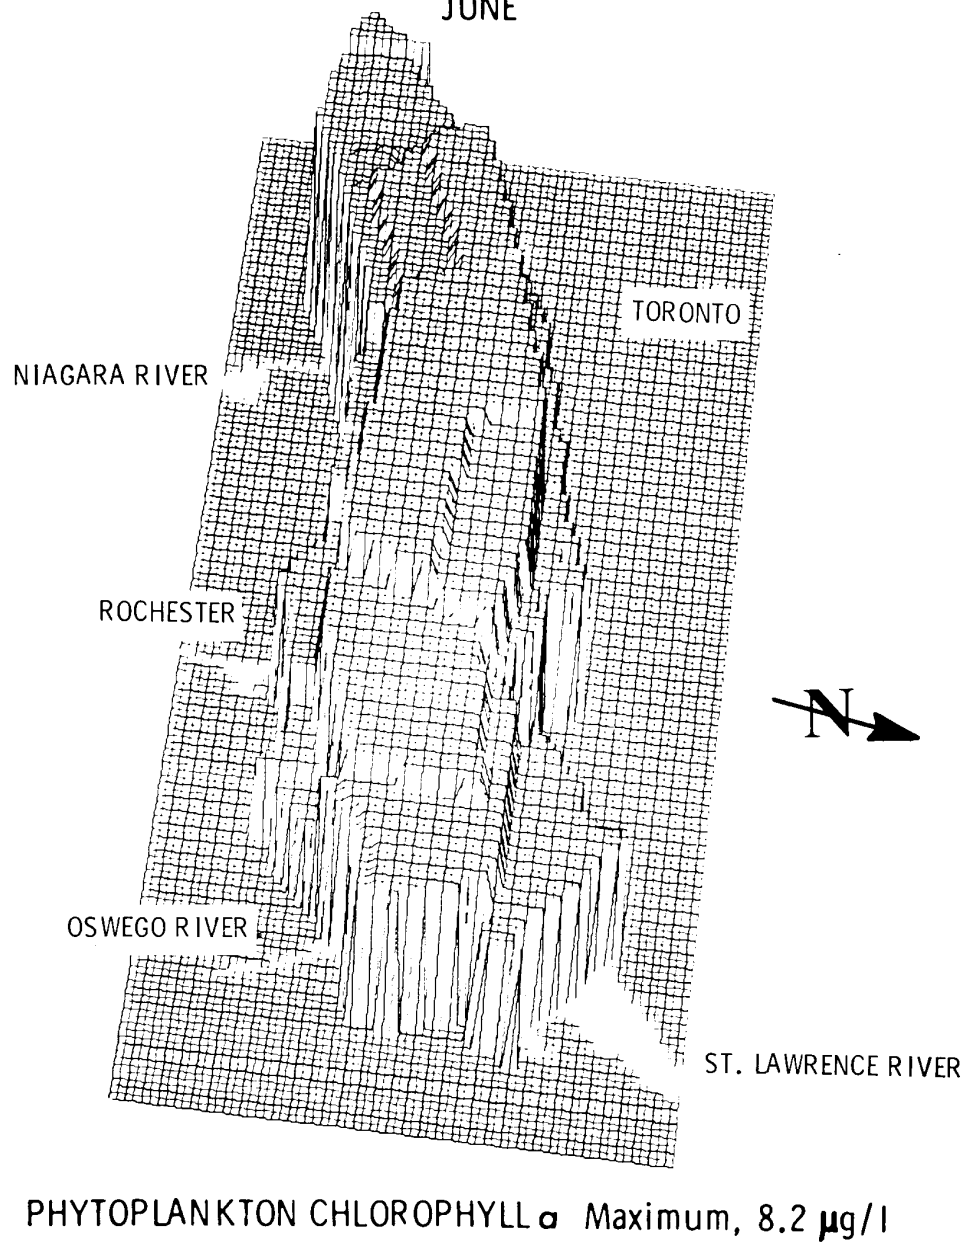 JUNE
TORONTO
NIAGARA RIVER
ROCHESTER
N
OSWEGO RIVER
ST. LAWRENCE RIVER
PHYTOPLANKTON CHLOROPHYLL a Maximum, 8.2 µg/l